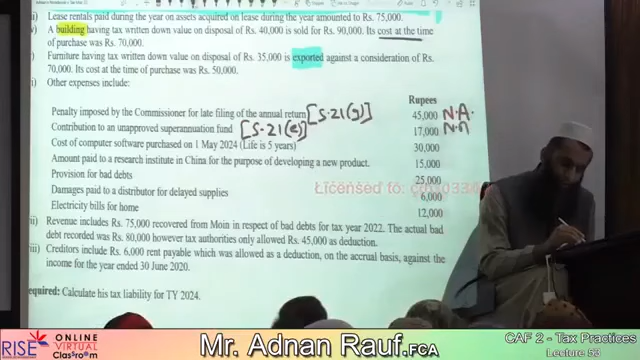 ii) Lease rentals paid during the year on assets acquired on lease during the year amounted to Rs. 75,000.
v) A building having tax written down value on disposal of Rs. 40,000 is sold for Rs. 90,000. Its cost at the time
of purchase was Rs. 70,000.
) Furniture having tax written down value on disposal of Rs. 35,000 is exported against a consideration of Rs.
70,000. Its cost at the time of purchase was Rs. 50,000.
i) Other expenses include:
Rupees
Penalty imposed by the Commissioner for late filing of the annual return [S-21(g)] 45,000 N.A.
Contribution to an unapproved superannuation fund [S-21(e)] 17,000 N.A
Cost of computer software purchased on 1 May 2024 (Life is 5 years) 30,000
Amount paid to a research institute in China for the purpose of developing a new product. 15,000
Provision for bad debts 25,000
Licensed to:
Damages paid to a distributor for delayed supplies 6,000
Electricity bills for home 12,000
ii) Revenue includes Rs. 75,000 recovered from Moin in respect of bad debts for tax year 2022. The actual bad
debt recorded was Rs. 80,000 however tax authorities only allowed Rs. 45,000 as deduction.
iii) Creditors include Rs. 6,000 rent payable which was allowed as a deduction, on the accrual basis, against the
income for the year ended 30 June 2020.
equired: Calculate his tax liability for TY 2024.
RISE ONLINE VIRTUAL Classroom
Mr. Adnan Rauf.FCA
CAF 2 - Tax Practices
Lecture 53